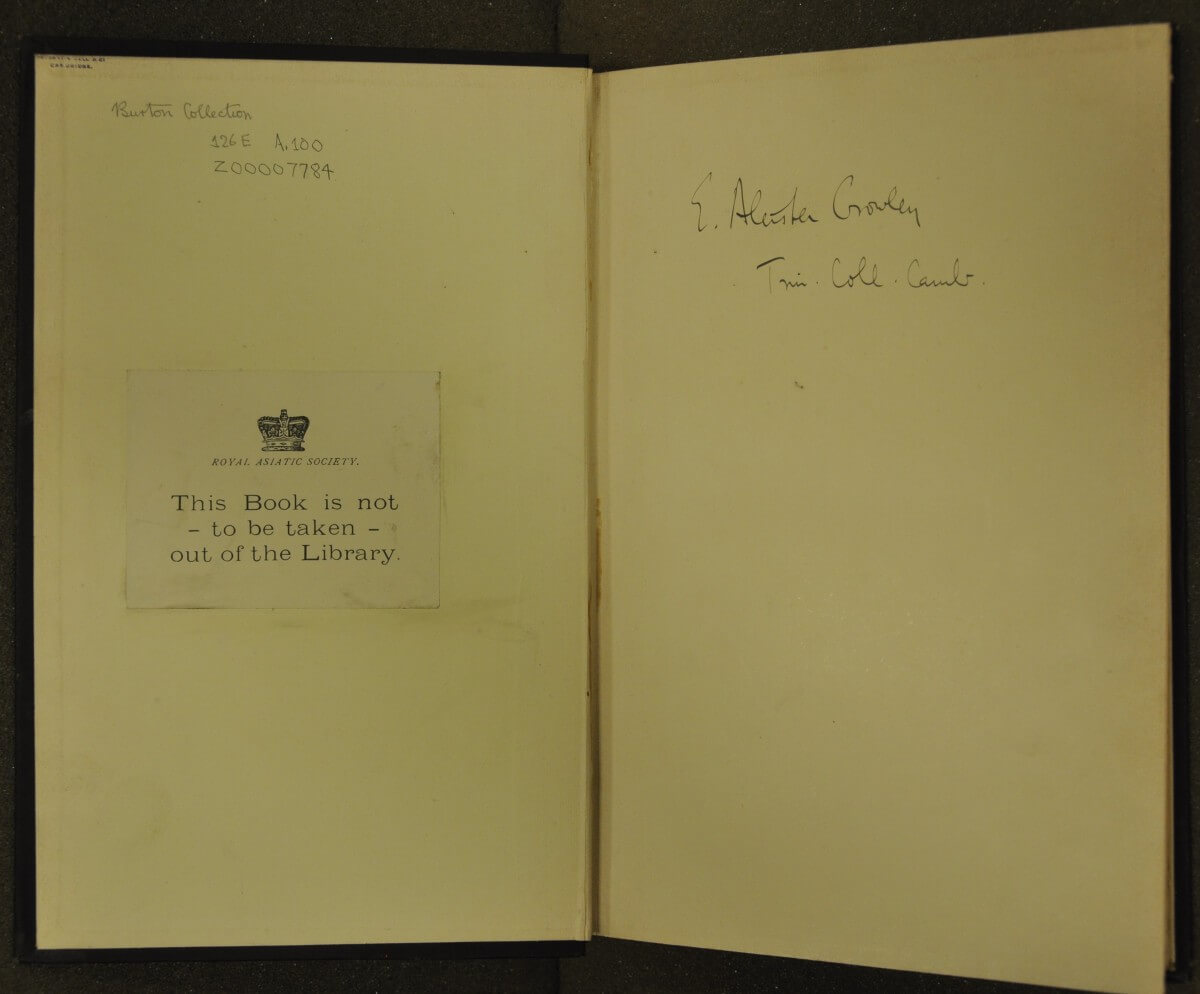 CAMBRIDGE.
Burton Collection
126E A.100
Z00007784
ROYAL ASIATIC SOCIETY.
This Book is not
– to be taken –
out of the Library.
E. Aleister Crowley
Trin. Coll. Camb.